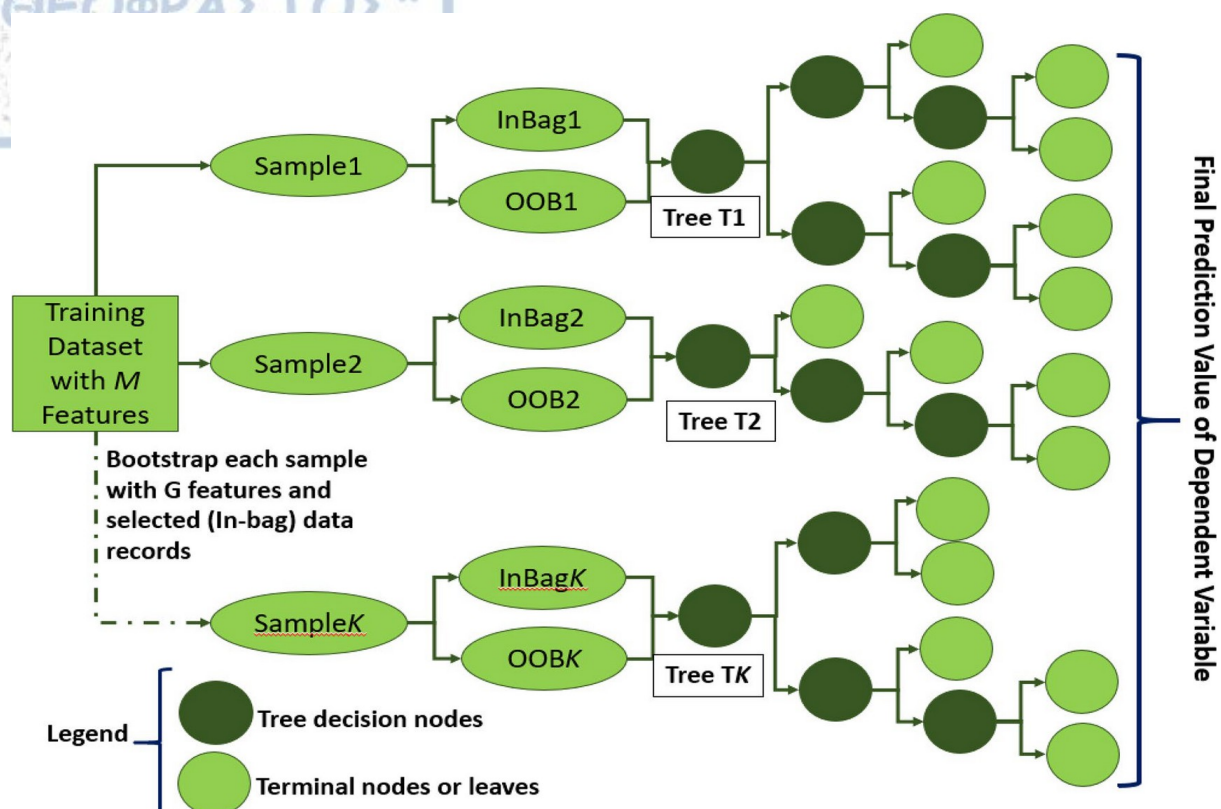 ΘΕΟΦΡΑΣΤΟΣ
Sample1
InBag1
OOB1
Tree T1
Training
Dataset
with M
Features
Sample2
InBag2
OOB2
Tree T2
Bootstrap each sample
with G features and
selected (In-bag) data
records
SampleK
InBagK
OOBK
Tree TK
Final Prediction Value of Dependent Variable
Legend
Tree decision nodes
Terminal nodes or leaves